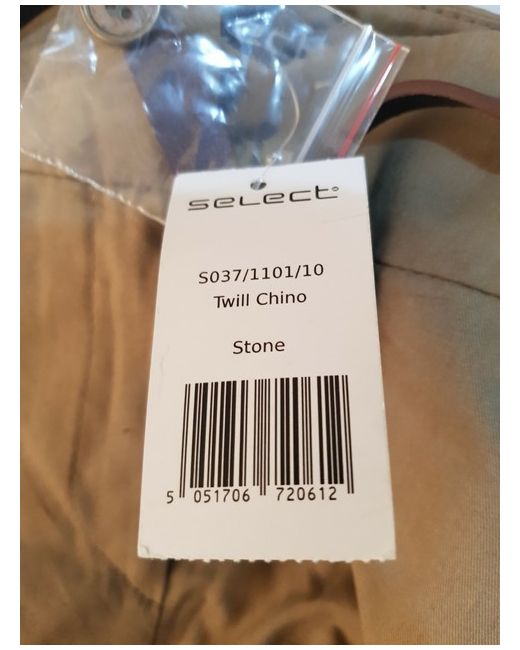 select
S037/1101/10
Twill Chino
Stone
5 051706 720612